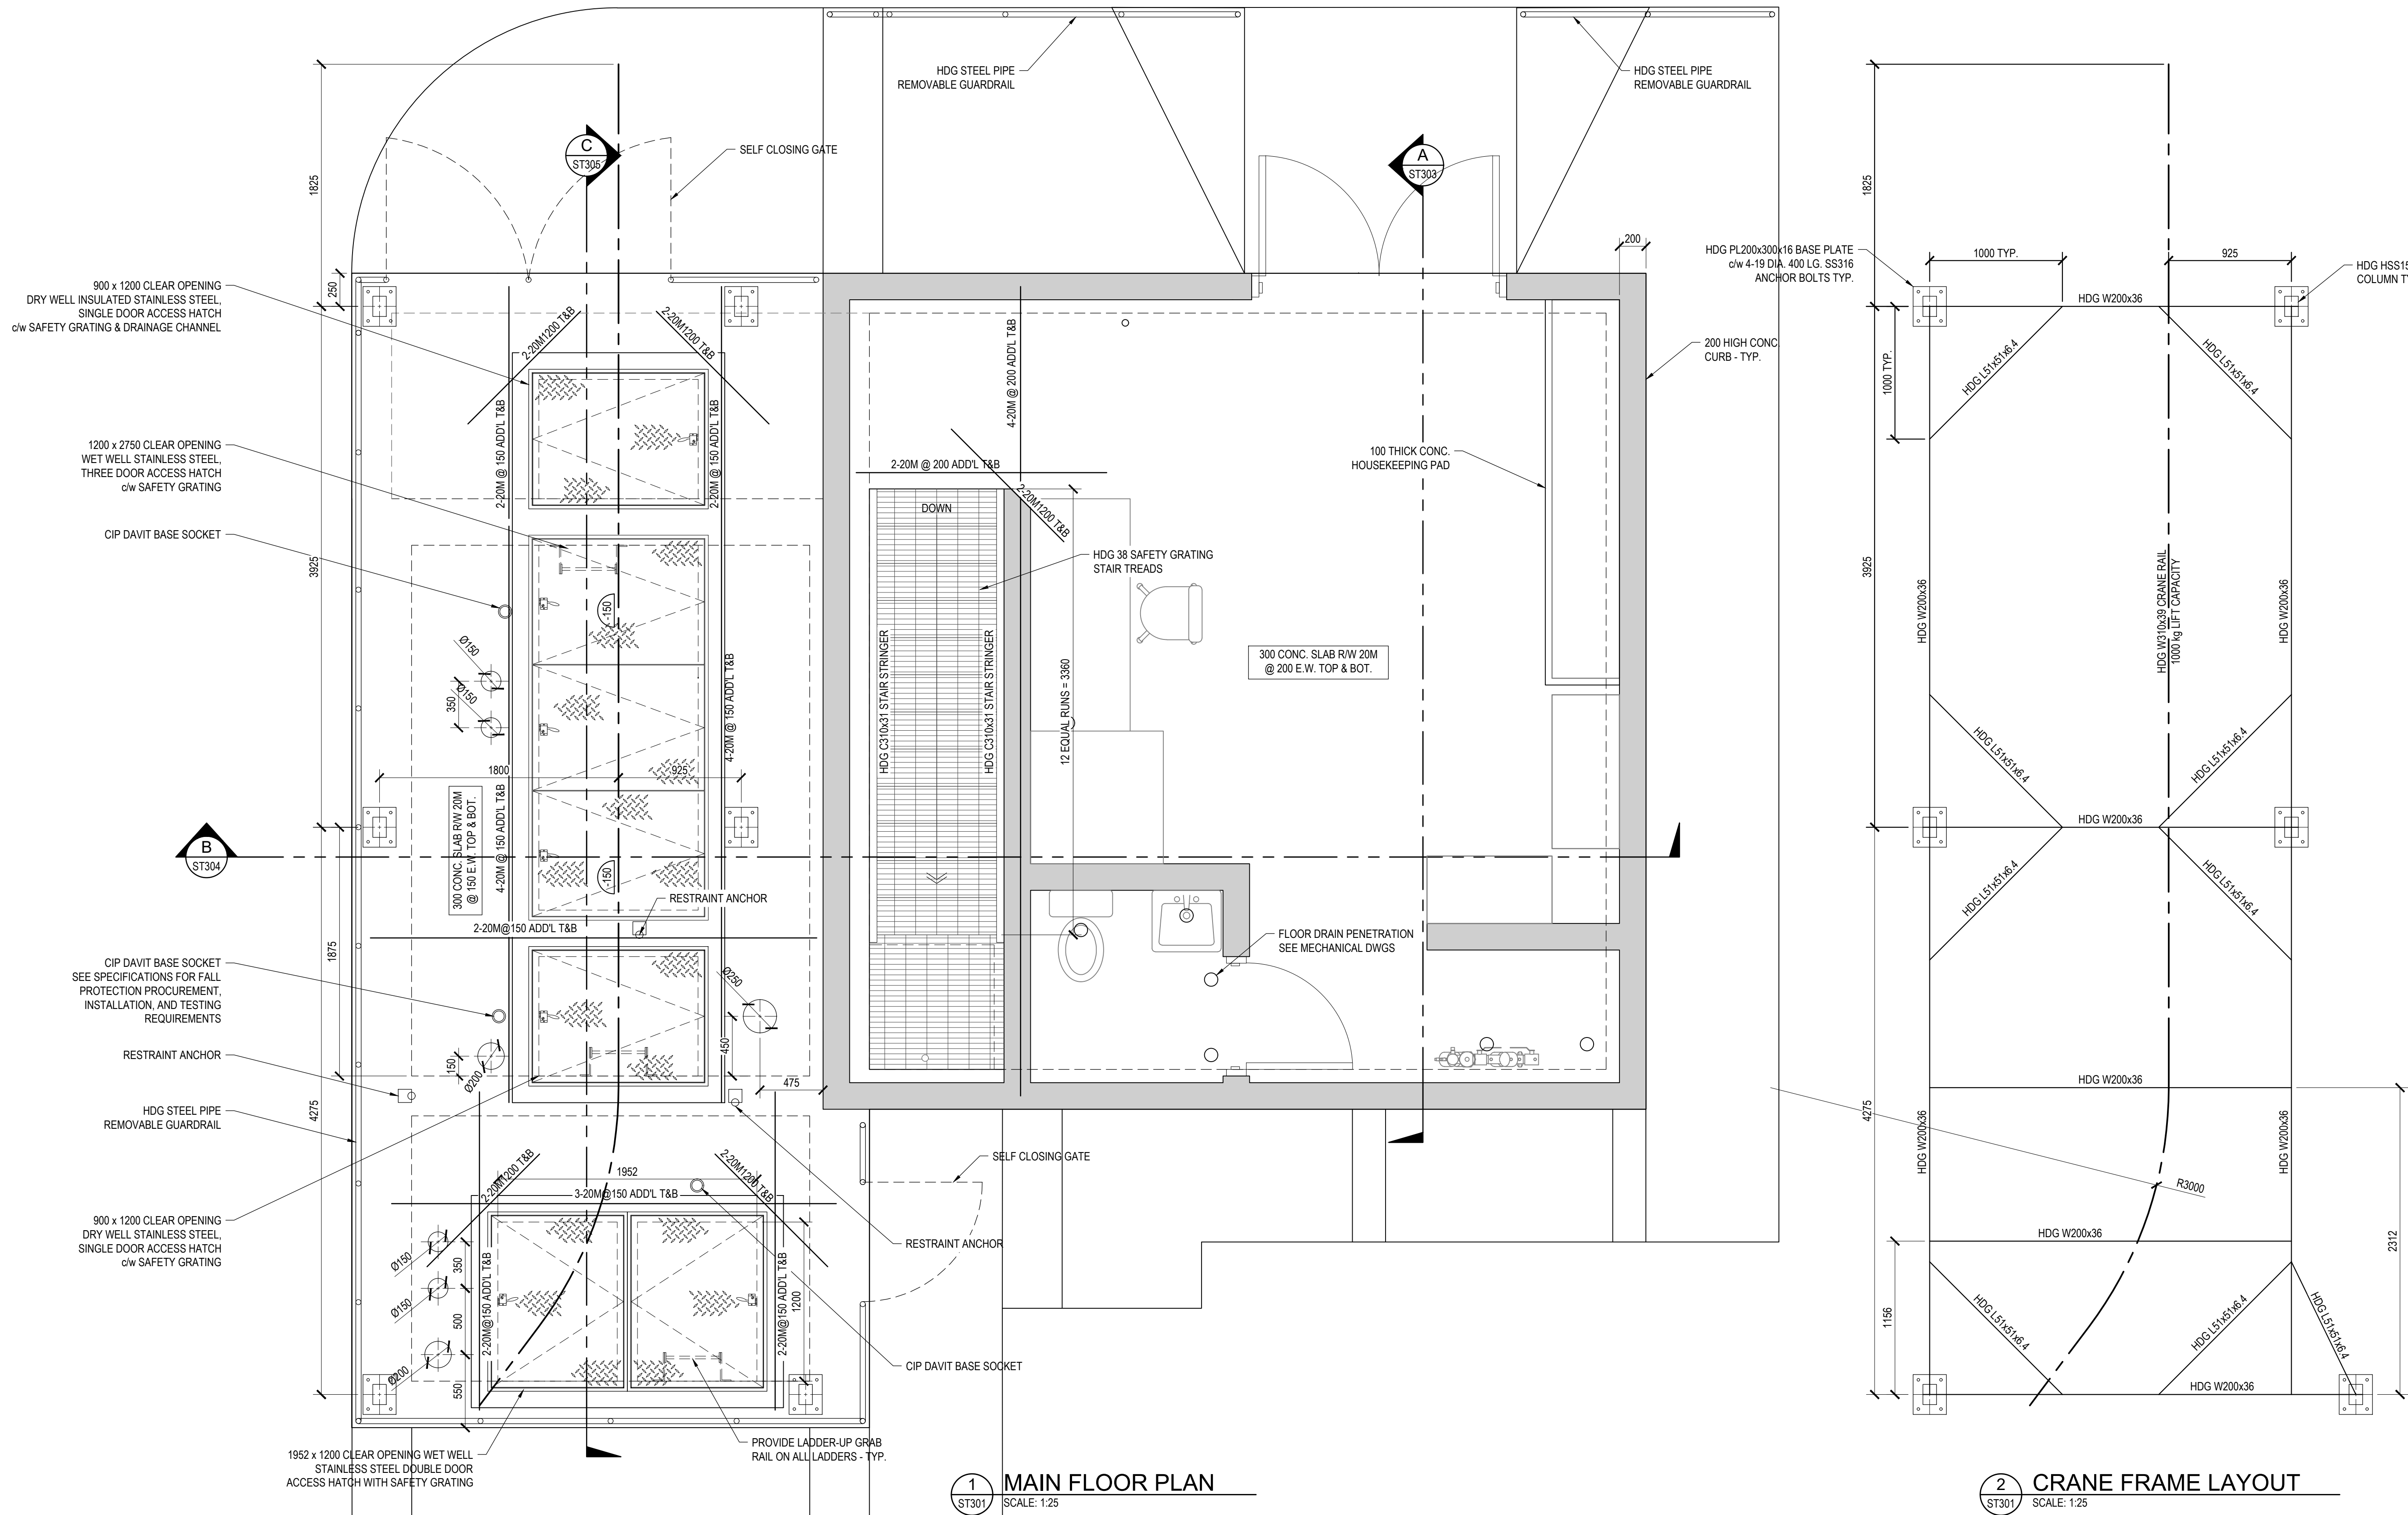 HDG STEEL PIPE
REMOVABLE GUARDRAIL
HDG STEEL PIPE
REMOVABLE GUARDRAIL
C
ST305
SELF CLOSING GATE
A
ST303
1825
250
200
900 x 1200 CLEAR OPENING
DRY WELL INSULATED STAINLESS STEEL,
SINGLE DOOR ACCESS HATCH
c/w SAFETY GRATING & DRAINAGE CHANNEL
2-20M1200 T&B
2-20M1200 T&B
4-20M @ 200 ADD'L T&B
200 HIGH CONC.
CURB - TYP.
2-20M @ 150 ADD'L T&B
2-20M @ 150 ADD'L T&B
1200 x 2750 CLEAR OPENING
WET WELL STAINLESS STEEL,
THREE DOOR ACCESS HATCH
c/w SAFETY GRATING
100 THICK CONC.
HOUSEKEEPING PAD
2-20M @ 200 ADD'L T&B
2-20M1200 T&B
DOWN
CIP DAVIT BASE SOCKET
HDG 38 SAFETY GRATING
STAIR TREADS
3925
-150
Ø150
Ø150
350
4-20M @ 150 ADD'L T&B
HDG C310x31 STAIR STRINGER
HDG C310x31 STAIR STRINGER
12 EQUAL RUNS = 3360
300 CONC. SLAB R/W 20M
@ 200 E.W. TOP & BOT.
1800
925
300 CONC. SLAB R/W 20M
@ 150 E.W. TOP & BOT.
4-20M @ 150 ADD'L T&B
B
ST304
-150
RESTRAINT ANCHOR
2-20M@150 ADD'L T&B
1875
FLOOR DRAIN PENETRATION
SEE MECHANICAL DWGS
CIP DAVIT BASE SOCKET
SEE SPECIFICATIONS FOR FALL
PROTECTION PROCUREMENT,
INSTALLATION, AND TESTING
REQUIREMENTS
Ø250
450
150
Ø200
475
RESTRAINT ANCHOR
HDG STEEL PIPE
REMOVABLE GUARDRAIL
4275
SELF CLOSING GATE
2-20M1200 T&B
2-20M1200 T&B
1952
3-20M@150 ADD'L T&B
900 x 1200 CLEAR OPENING
DRY WELL STAINLESS STEEL,
SINGLE DOOR ACCESS HATCH
c/w SAFETY GRATING
RESTRAINT ANCHOR
Ø150
350
Ø150
500
Ø200
550
2-20M@150 ADD'L T&B
2-20M@150 ADD'L T&B
1200
CIP DAVIT BASE SOCKET
PROVIDE LADDER-UP GRAB
RAIL ON ALL LADDERS - TYP.
1952 x 1200 CLEAR OPENING WET WELL
STAINLESS STEEL DOUBLE DOOR
ACCESS HATCH WITH SAFETY GRATING
1
ST301
MAIN FLOOR PLAN
SCALE: 1:25
1825
HDG PL200x300x16 BASE PLATE
c/w 4-19 DIA. 400 LG. SS316
ANCHOR BOLTS TYP.
1000 TYP.
925
HDG HSS15
COLUMN TY
HDG W200x36
1000 TYP.
HDG L51x51x6.4
HDG L51x51x6.4
3925
HDG W200x36
HDG W310x39 CRANE RAIL
1000 kg LIFT CAPACITY
HDG W200x36
HDG L51x51x6.4
HDG L51x51x6.4
HDG W200x36
HDG L51x51x6.4
HDG L51x51x6.4
HDG W200x36
4275
HDG W200x36
HDG W200x36
R3000
HDG W200x36
2312
1156
HDG L51x51x6.4
HDG L51x51x6.4
HDG L51x51x6.4
HDG W200x36
2
ST301
CRANE FRAME LAYOUT
SCALE: 1:25